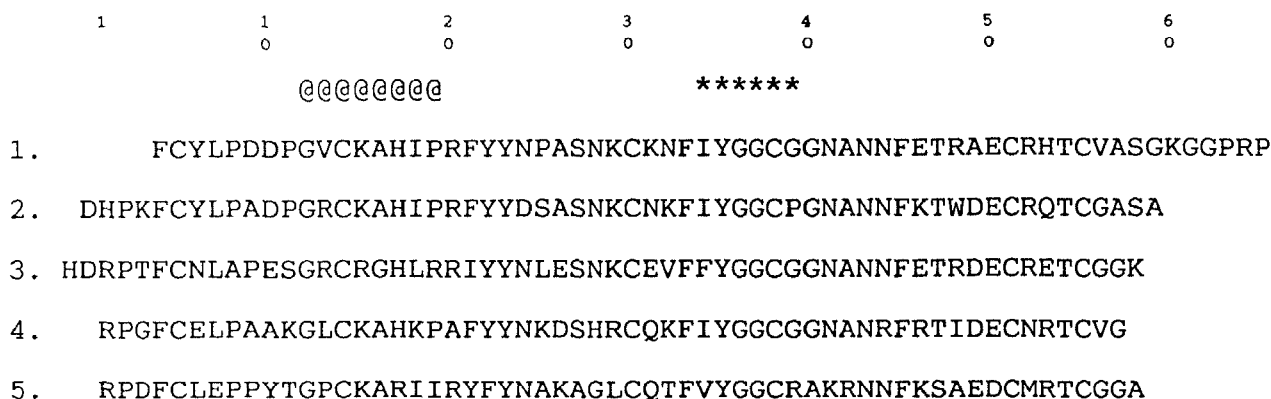 1 1 2 3 4 5 6
0 0 0 0 0 0
@@@@@@@@ ******
1. FCYLPDDPGVCKAHIPRFYYNPASNKCKNFIYGGCGGNANNFETRAECRHTCVASGKGGPRP
2. DHPKFCYLPADPGRCKAHIPRFYYDSASNKCNKFIYGGCPGNANNFKTWDECRQTCGASA
3. HDRPTFCNLAPESGRCRGHLRRIYYNLESNKCEVFFYGGCGGNANNFETRDECRETCGGK
4. RPGFCELPAAKGLCKAHKPAFYYNKDSHRCQKFIYGGCGGNANRFRTIDECNRTCVG
5. RPDFCLEPPYTGPCKARIIRYFYNAKAGLCQTFVYGGCRAKRNNFKSAEDCMRTCGGA